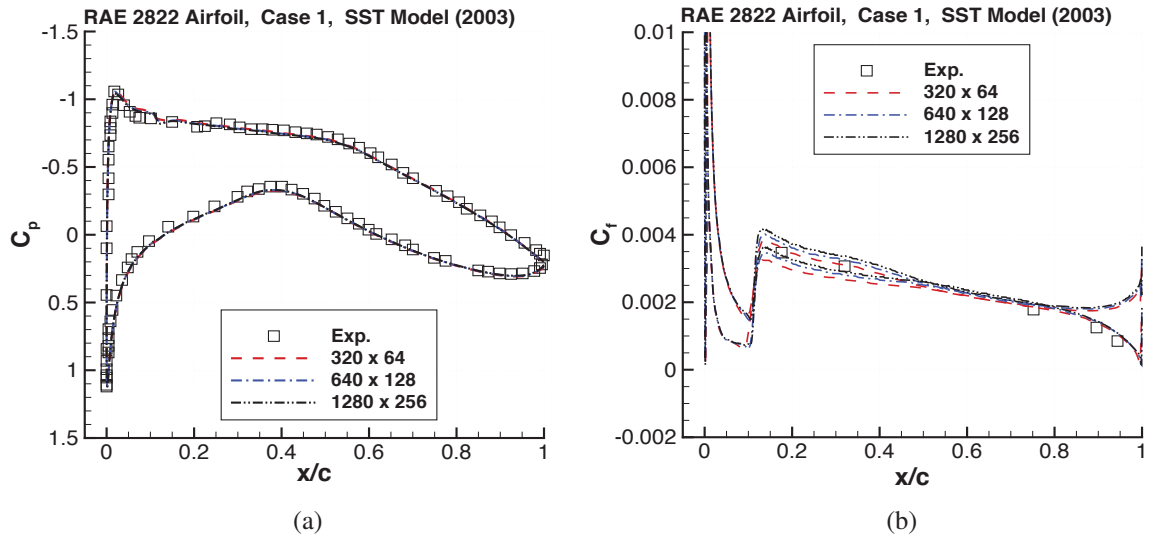 RAE 2822 Airfoil, Case 1, SST Model (2003)
-1.5
-1
-0.5
0
0.5
1
1.5
Cp
Exp.
320 x 64
640 x 128
1280 x 256
0 0.2 0.4 0.6 0.8 1
x/c
(a)
RAE 2822 Airfoil, Case 1, SST Model (2003)
0.01
0.008
0.006
0.004
0.002
0
-0.002
Cf
Exp.
320 x 64
640 x 128
1280 x 256
0 0.2 0.4 0.6 0.8 1
x/c
(b)